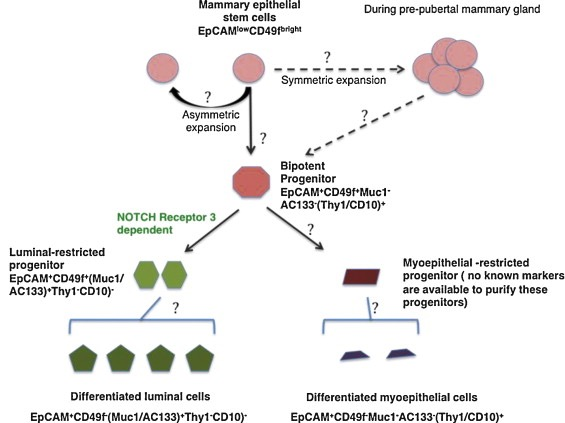 Mammary epithelial
stem cells
EpCAMlowCD49fbright
During pre-pubertal mammary gland
?
Symmetric expansion
?
Asymmetric
expansion
?
?
Bipotent
Progenitor
EpCAM⁺CD49f⁺Muc1⁻
AC133⁻(Thy1/CD10)⁺
NOTCH Receptor 3
dependent
?
Luminal-restricted
progenitor
EpCAM⁺CD49f⁺(Muc1/
AC133)⁺Thy1⁻CD10)⁻
Myoepithelial -restricted
progenitor ( no known markers
are available to purify these
progenitors)
?
?
Differentiated luminal cells
EpCAM⁺CD49f⁻(Muc1/AC133)⁺Thy1⁻CD10)⁻
Differentiated myoepithelial cells
EpCAM⁺CD49f⁻Muc1⁻AC133⁻(Thy1/CD10)⁺